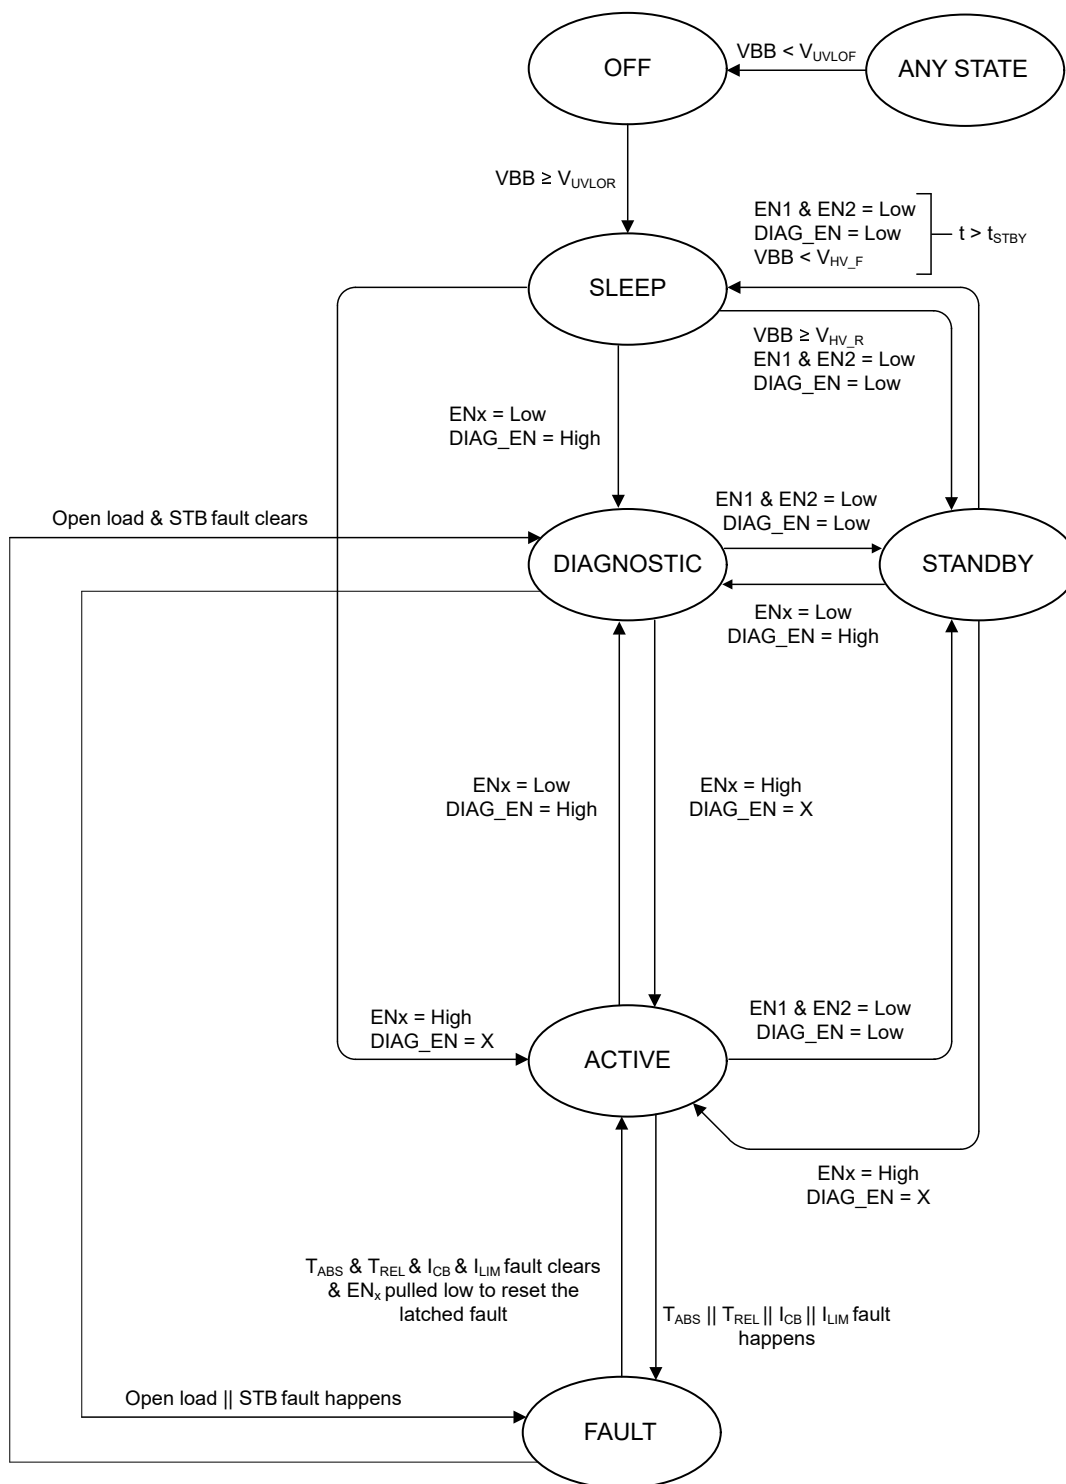 OFF
VBB < VUVLOF
ANY STATE
VBB ≥ VUVLOR
EN1 & EN2 = Low
DIAG_EN = Low
VBB < VHV_F
t > tSTBY
SLEEP
VBB ≥ VHV_R
EN1 & EN2 = Low
DIAG_EN = Low
ENx = Low
DIAG_EN = High
Open load & STB fault clears
EN1 & EN2 = Low
DIAG_EN = Low
DIAGNOSTIC
STANDBY
ENx = Low
DIAG_EN = High
ENx = Low
DIAG_EN = High
ENx = High
DIAG_EN = X
ENx = High
DIAG_EN = X
EN1 & EN2 = Low
DIAG_EN = Low
ACTIVE
ENx = High
DIAG_EN = X
TABS & TREL & ICB & ILIM fault clears
& ENx pulled low to reset the
latched fault
TABS || TREL || ICB || ILIM fault
happens
Open load || STB fault happens
FAULT